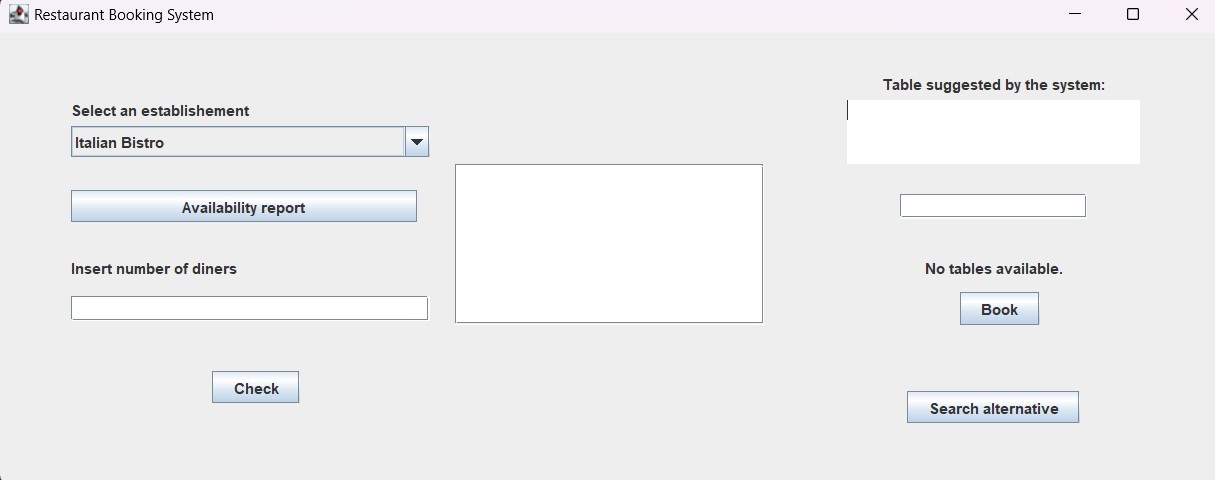 Restaurant Booking System
Select an establishement
Italian Bistro
Availability report
Insert number of diners
Check
Table suggested by the system:
No tables available.
Book
Search alternative